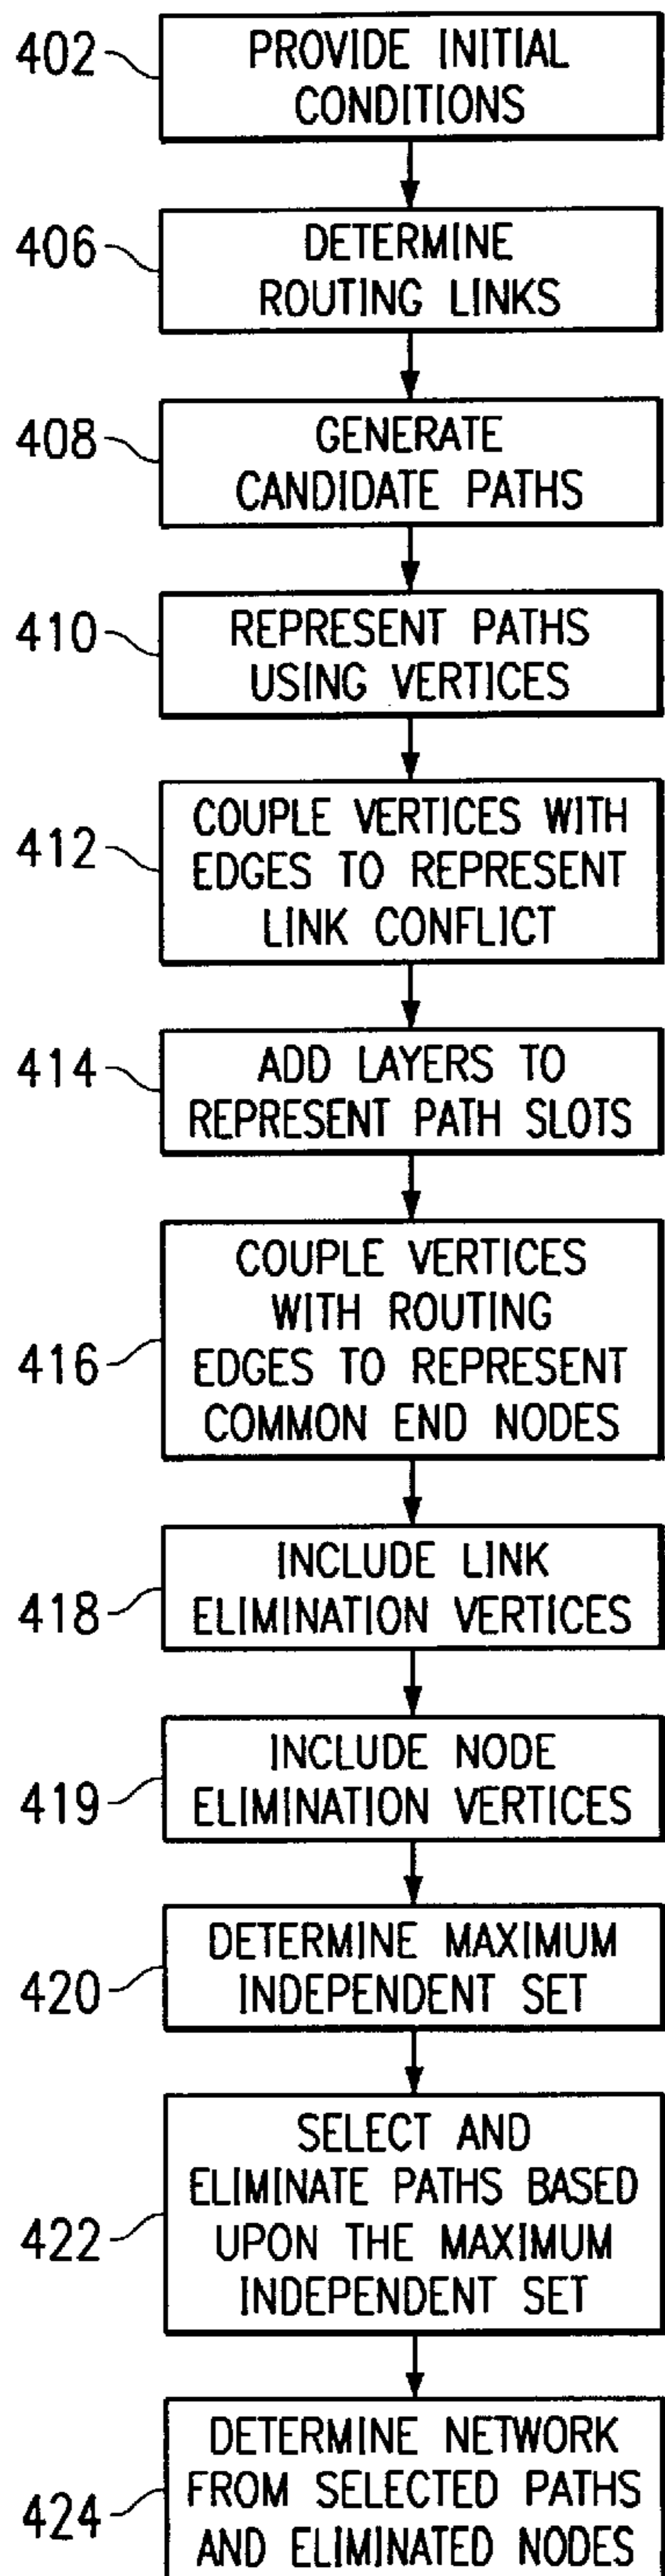 402
PROVIDE INITIAL
CONDITIONS
406
DETERMINE
ROUTING LINKS
408
GENERATE
CANDIDATE PATHS
410
REPRESENT PATHS
USING VERTICES
412
COUPLE VERTICES WITH
EDGES TO REPRESENT
LINK CONFLICT
414
ADD LAYERS TO
REPRESENT PATH SLOTS
416
COUPLE VERTICES
WITH ROUTING
EDGES TO REPRESENT
COMMON END NODES
418
INCLUDE LINK
ELIMINATION VERTICES
419
INCLUDE NODE
ELIMINATION VERTICES
420
DETERMINE MAXIMUM
INDEPENDENT SET
422
SELECT AND
ELIMINATE PATHS BASED
UPON THE MAXIMUM
INDEPENDENT SET
424
DETERMINE NETWORK
FROM SELECTED PATHS
AND ELIMINATED NODES